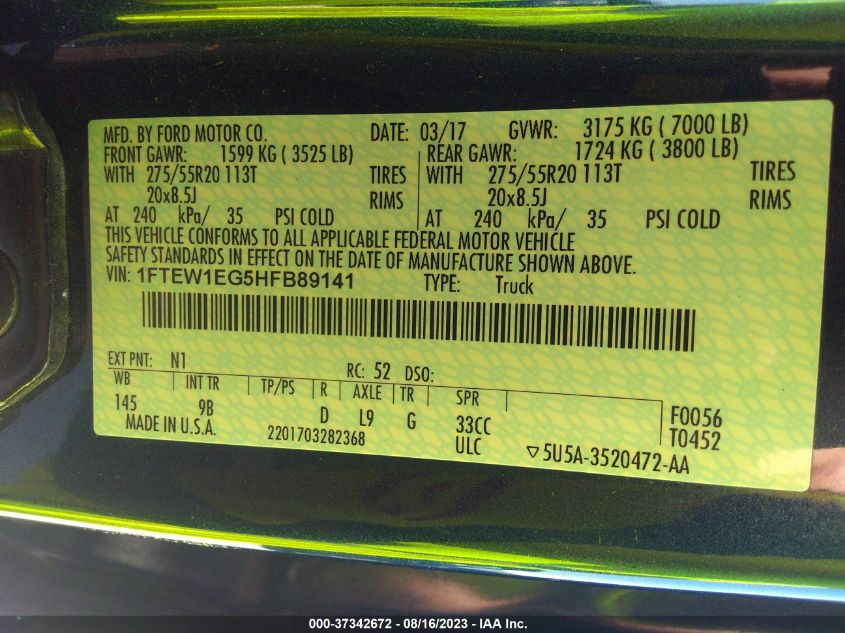 MFD. BY FORD MOTOR CO. DATE: 03/17 GVWR: 3175 KG ( 7000 LB)
FRONT GAWR: 1599 KG ( 3525 LB) REAR GAWR: 1724 KG ( 3800 LB)
WITH 275/55R20 113T TIRES WITH 275/55R20 113T TIRES
20x8.5J RIMS 20x8.5J RIMS
AT 240 kPa/ 35 PSI COLD AT 240 kPa/ 35 PSI COLD
THIS VEHICLE CONFORMS TO ALL APPLICABLE FEDERAL MOTOR VEHICLE
SAFETY STANDARDS IN EFFECT ON THE DATE OF MANUFACTURE SHOWN ABOVE.
VIN: 1FTEW1EG5HFB89141 TYPE: Truck
EXT PNT: N1 RC: 52 DSO:
WB INT TR TP/PS R AXLE TR SPR
145 9B D L9 G 33CC F0056
MADE IN U.S.A. 2201703282368 ULC T0452
▽5U5A-3520472-AA
000-37342672 - 08/16/2023 - IAA Inc.